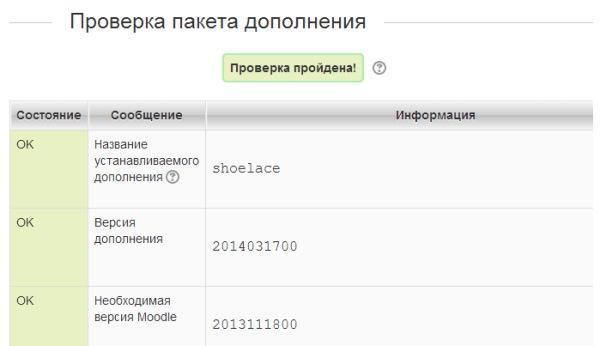 Проверка пакета дополнения
Проверка пройдена!
Состояние Сообщение Информация
OK Название
устанавливаемого
дополнения
shoelace
OK Версия
дополнения
2014031700
OK Необходимая
версия Moodle
2013111800